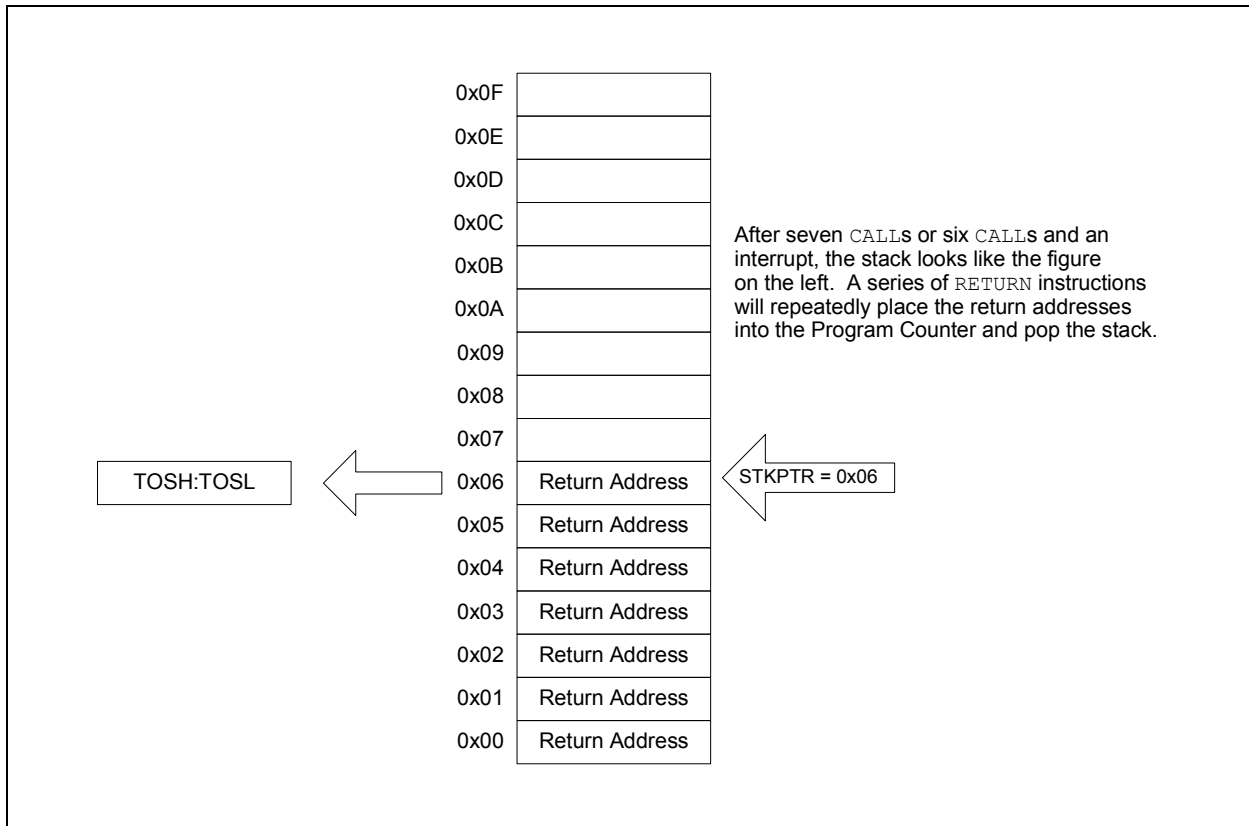 0x0F
0x0E
0x0D
0x0C
0x0B
0x0A
0x09
0x08
0x07
After seven CALLs or six CALLs and an
interrupt, the stack looks like the figure
on the left. A series of RETURN instructions
will repeatedly place the return addresses
into the Program Counter and pop the stack.
TOSH:TOSL
0x06 Return Address
STKPTR = 0x06
0x05 Return Address
0x04 Return Address
0x03 Return Address
0x02 Return Address
0x01 Return Address
0x00 Return Address